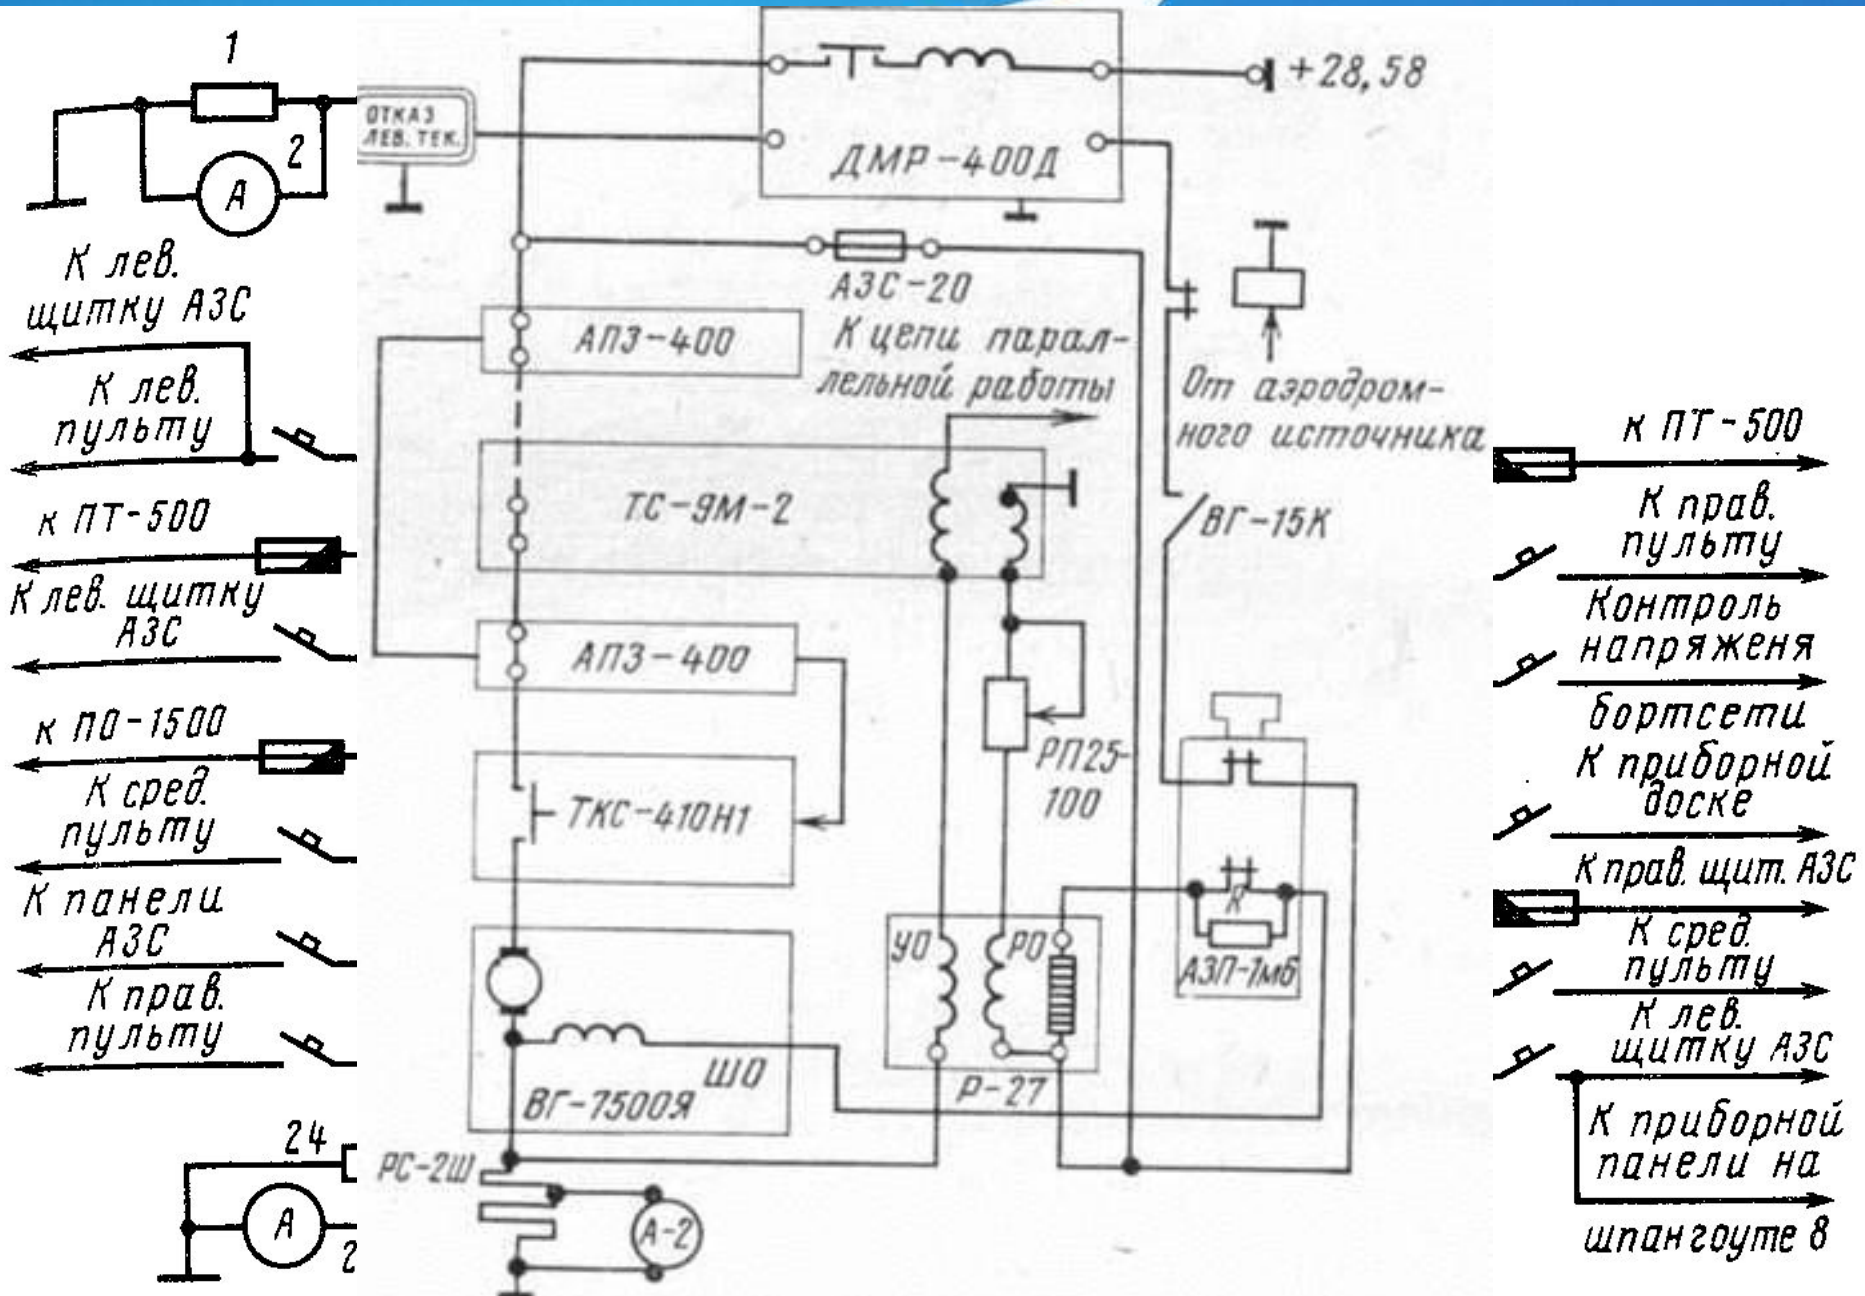 1
2
А
К лев.
щитку АЗС
К лев.
пульту
к ПТ-500
К лев. щитку
АЗС
к ПО-1500
К сред.
пульту
К панели
АЗС
К прав.
пульту
24
А
2
ОТКАЗ
ЛЕВ. ТЕК.
+28,58
ДМР-400Д
АЗС-20
АПЗ-400
К цепи парал-
лельной работы
От аэродром-
ного источника
ТС-9М-2
ВГ-15К
АПЗ-400
РП25-
100
ТКС-410Н1
R
УО
РО
АЗП-1мб
ШО
ВГ-7500Я
Р-27
РС-2Ш
А-2
к ПТ-500
К прав.
пульту
Контроль
напряженя
бортсети
К приборной
доске
К прав. щит. АЗС
К сред.
пульту
К лев.
щитку АЗС
К приборной
панели на
шпангоуте 8